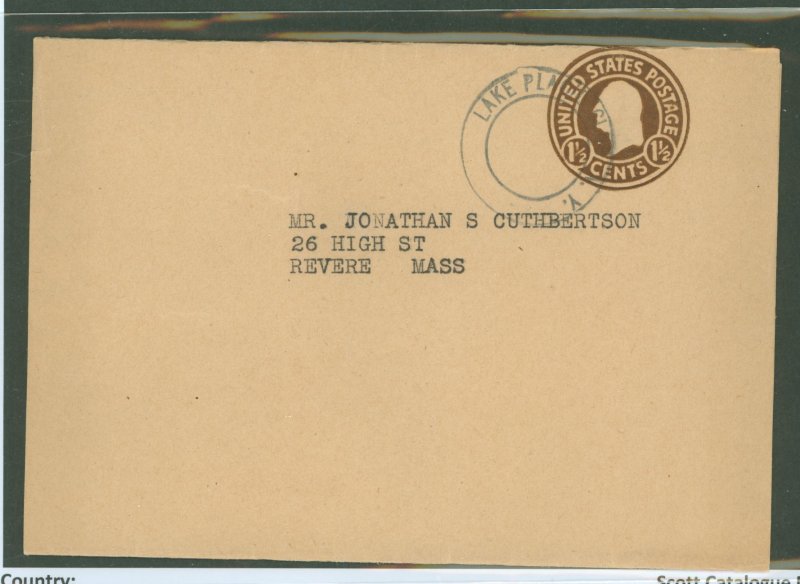 LAKE PLA
Y.
UNITED STATES POSTAGE
1½ CENTS 1½
MR. JONATHAN S CUTHBERTSON
26 HIGH ST
REVERE MASS
Country:
Scott Catalogue